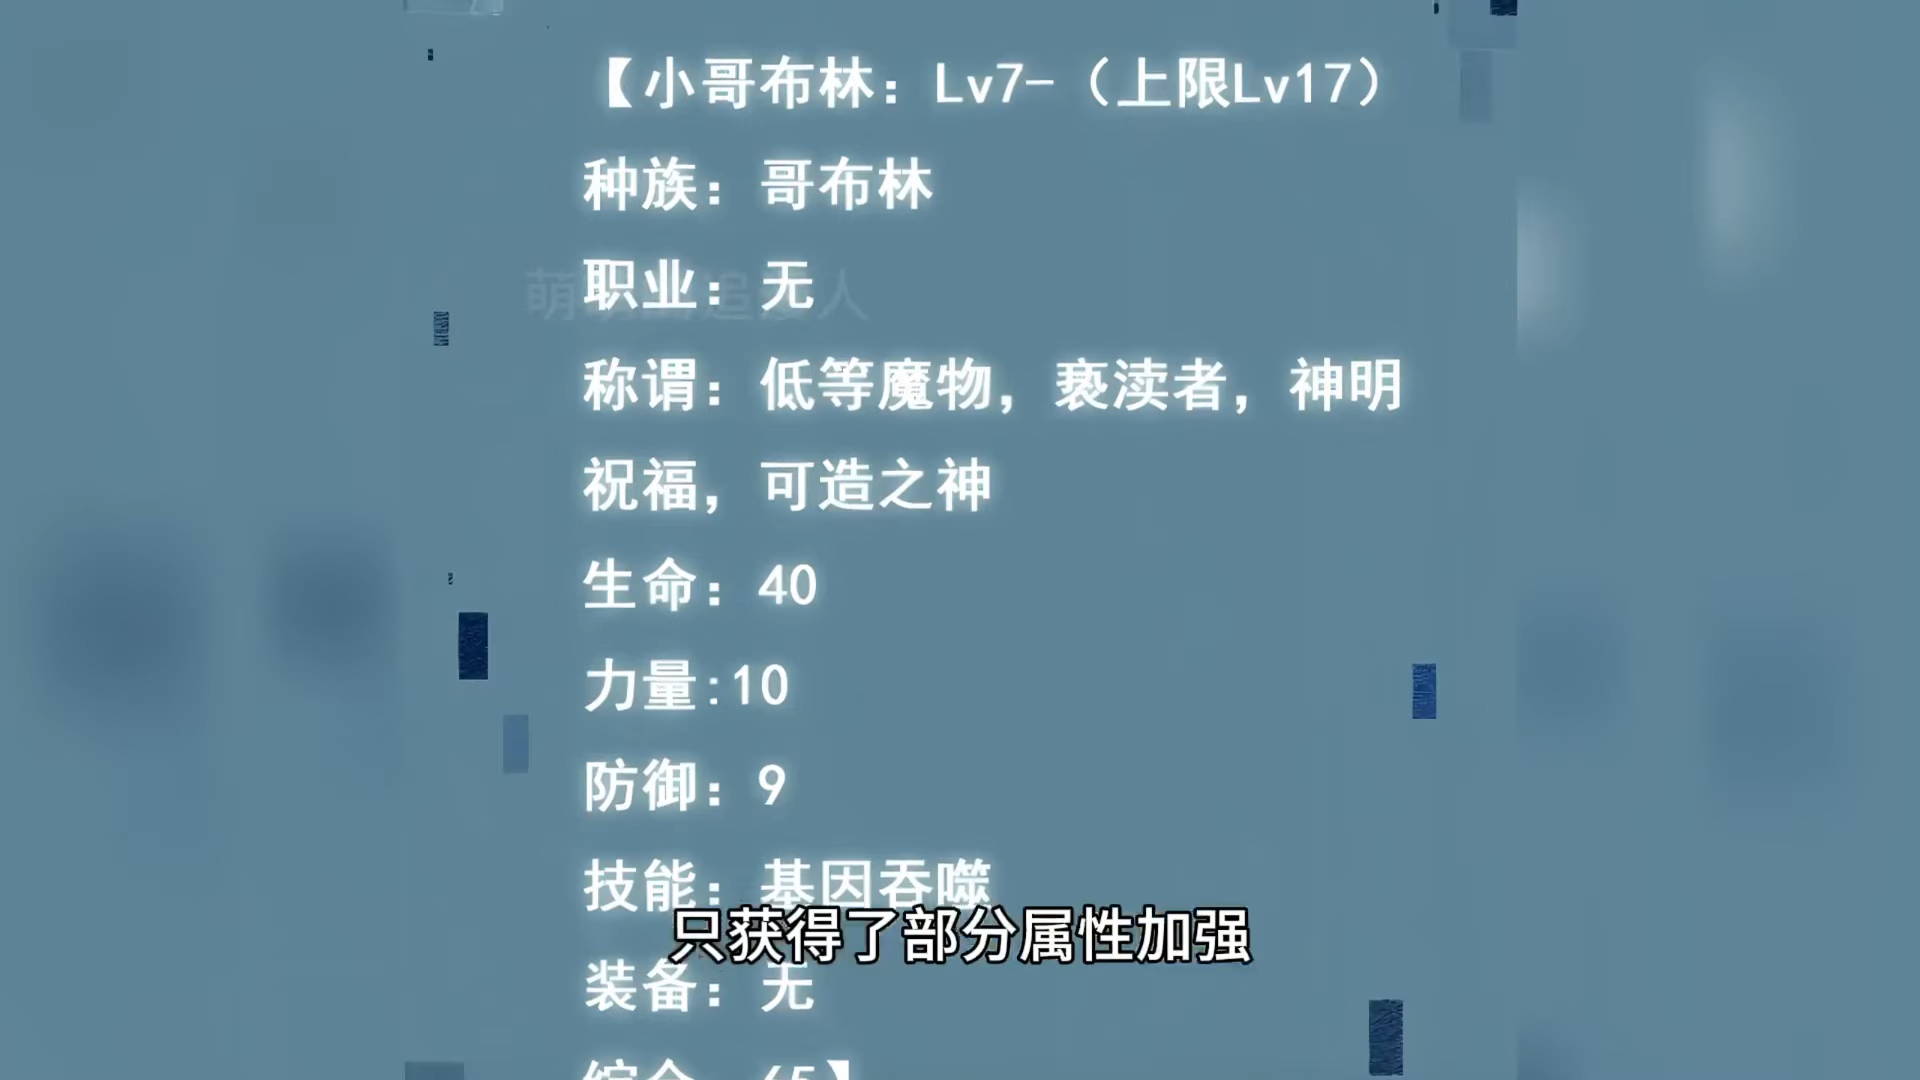 【小哥布林：Lv7-（上限Lv17）
种族：哥布林
职业：无
称谓：低等魔物，亵渎者，神明
祝福，可造之神
生命：40
力量:10
防御：9
技能：基因吞噬
只获得了部分属性加强
装备：无